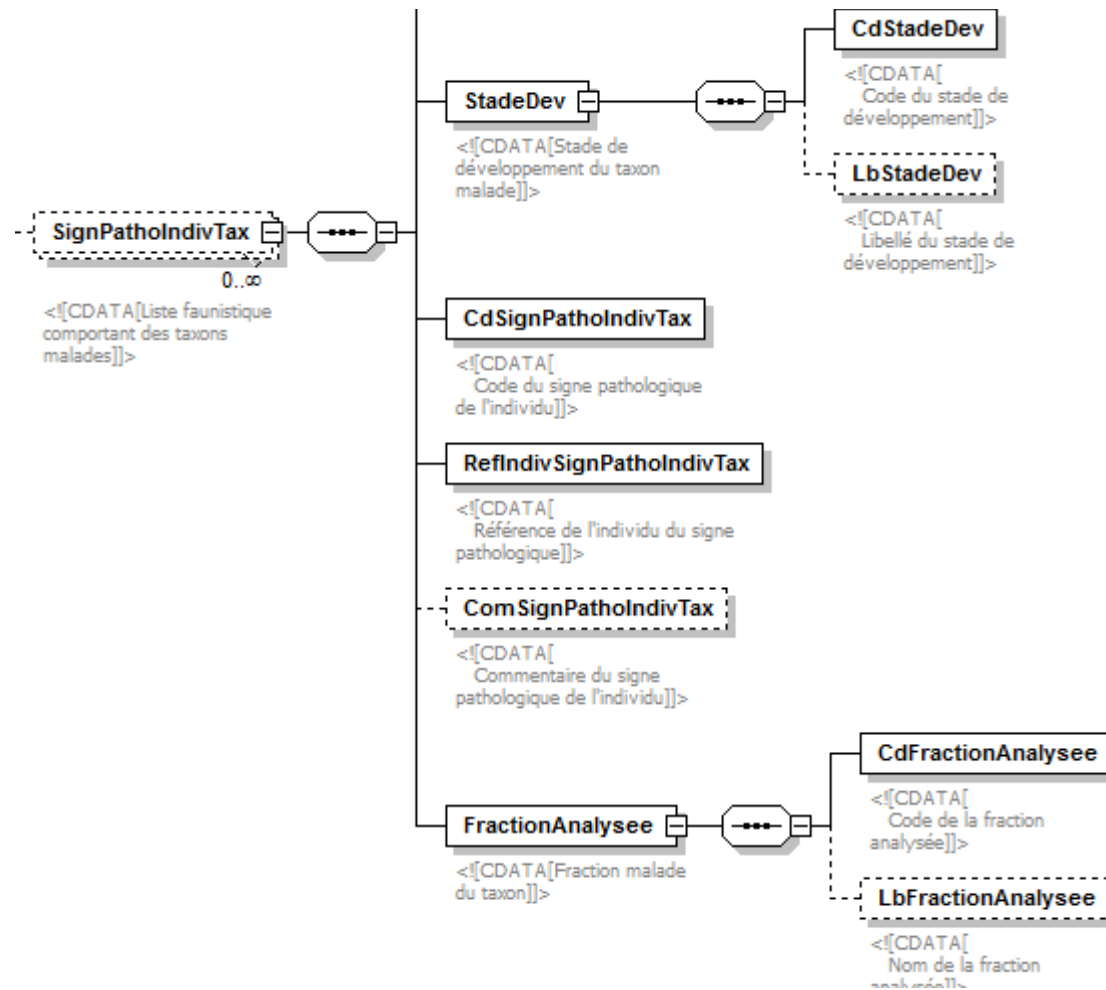 CdStadeDev
<![CDATA[
Code du stade de
développement]]>
StadeDev
<![CDATA[Stade de
développement du taxon
malade]]>
LbStadeDev
<![CDATA[
Libellé du stade de
développement]]>
SignPathoIndivTax
0..∞
<![CDATA[Liste faunistique
comportant des taxons
malades]]>
CdSignPathoIndivTax
<![CDATA[
Code du signe pathologique
de l'individu]]>
RefIndivSignPathoIndivTax
<![CDATA[
Référence de l'individu du signe
pathologique]]>
ComSignPathoIndivTax
<![CDATA[
Commentaire du signe
pathologique de l'individu]]>
CdFractionAnalysee
<![CDATA[
Code de la fraction
analysée]]>
FractionAnalysee
<![CDATA[Fraction malade
du taxon]]>
LbFractionAnalysee
<![CDATA[
Nom de la fraction
analysée]]>